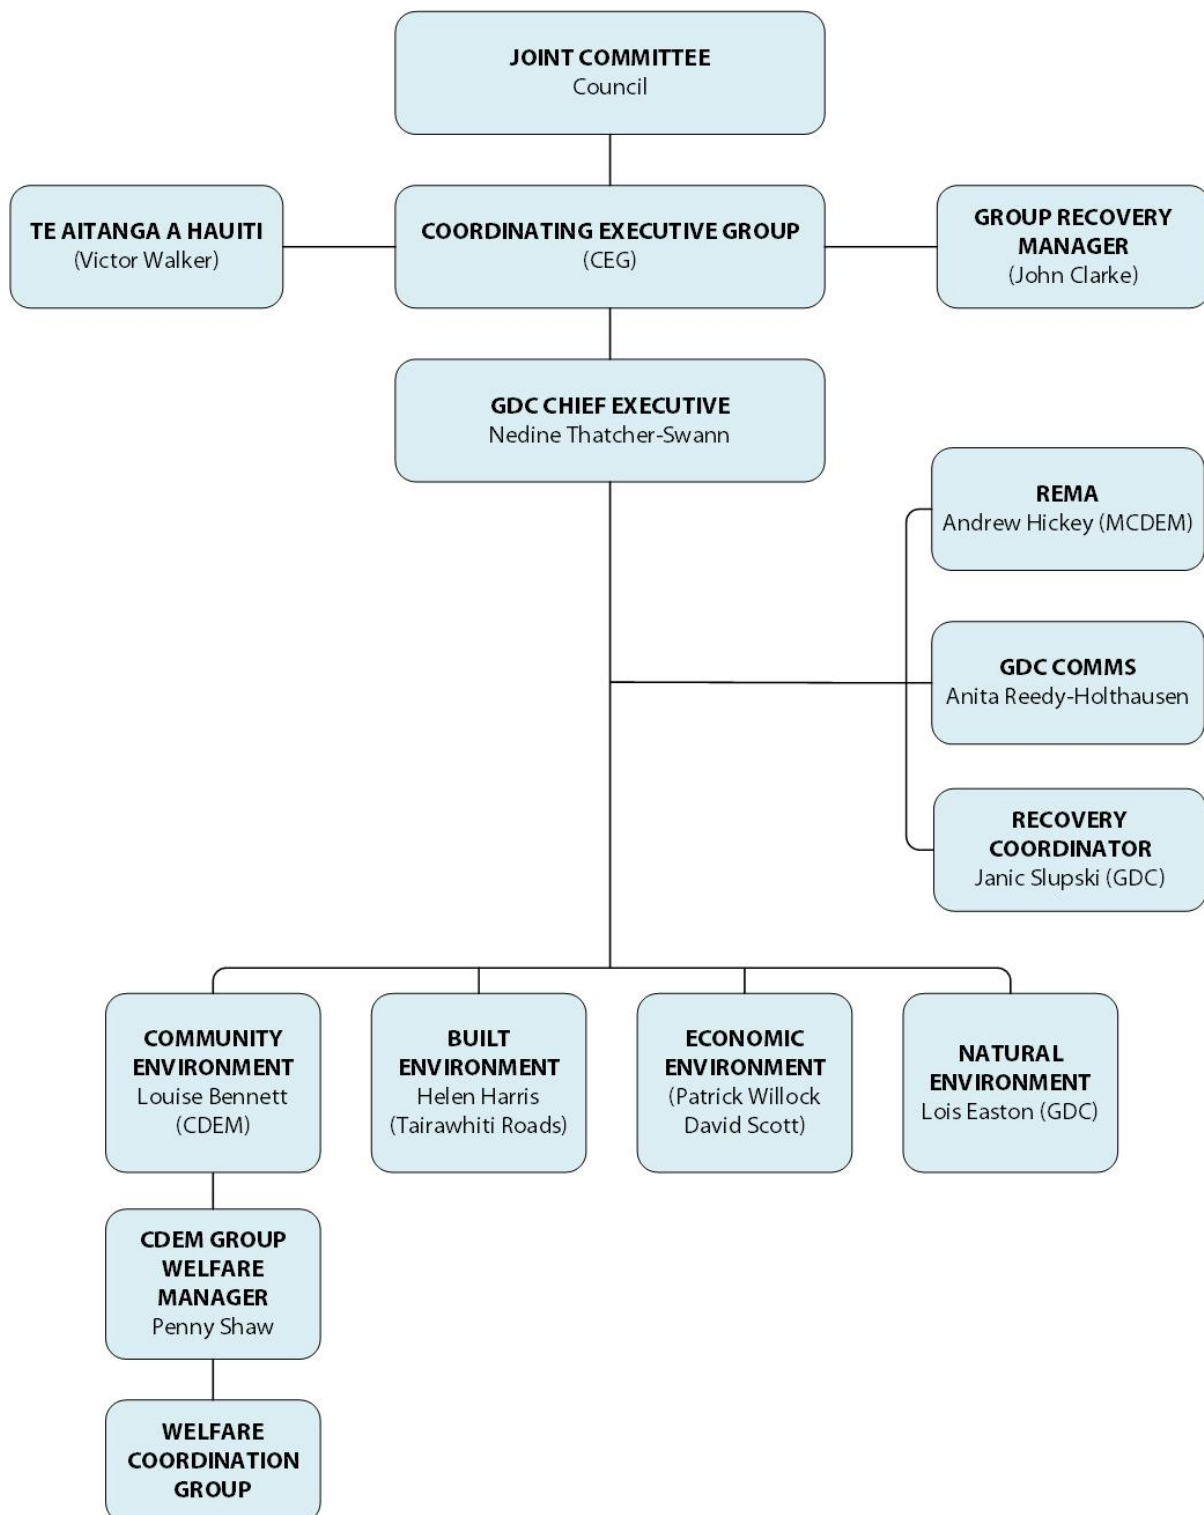 JOINT COMMITTEE
Council
TE AITANGA A HAUITI
(Victor Walker)
COORDINATING EXECUTIVE GROUP
(CEG)
GROUP RECOVERY
MANAGER
(John Clarke)
GDC CHIEF EXECUTIVE
Nedine Thatcher-Swann
REMA
Andrew Hickey (MCDEM)
GDC COMMS
Anita Reedy-Holthausen
RECOVERY
COORDINATOR
Janic Slupski (GDC)
COMMUNITY
ENVIRONMENT
Louise Bennett
(CDEM)
BUILT
ENVIRONMENT
Helen Harris
(Tairawhiti Roads)
ECONOMIC
ENVIRONMENT
(Patrick Willock
David Scott)
NATURAL
ENVIRONMENT
Lois Easton (GDC)
CDEM GROUP
WELFARE
MANAGER
Penny Shaw
WELFARE
COORDINATION
GROUP